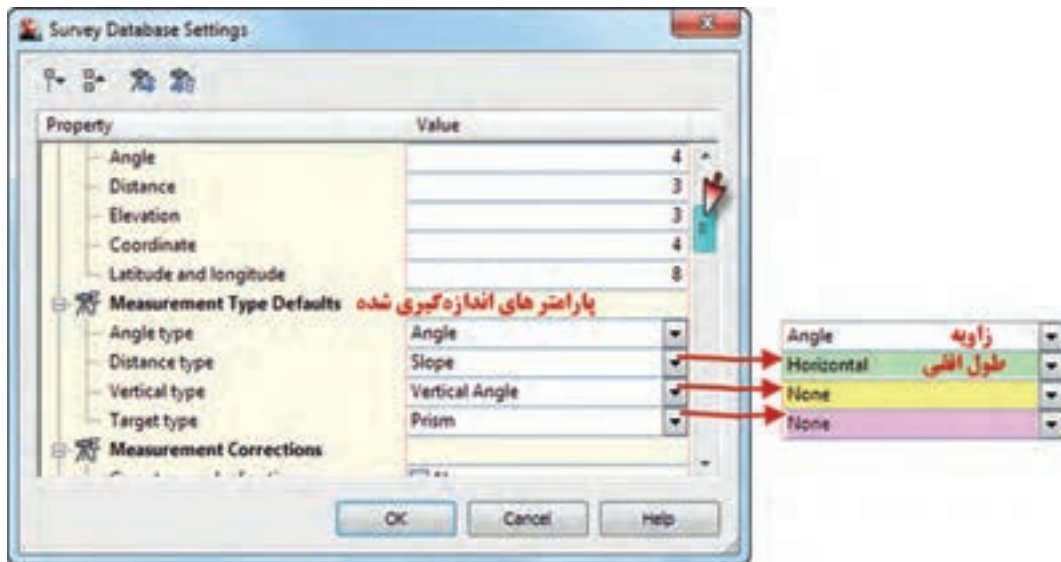 Survey Database Settings
Property Value
Angle 4
Distance 3
Elevation 3
Coordinate 4
Latitude and longitude 8
Measurement Type Defaults پارامتر های اندازه‌گیری شده
Angle type Angle
Distance type Slope
Vertical type Vertical Angle
Target type Prism
Measurement Corrections
OK Cancel Help
Angle زاویه
Horizontal طول افقی
None
None